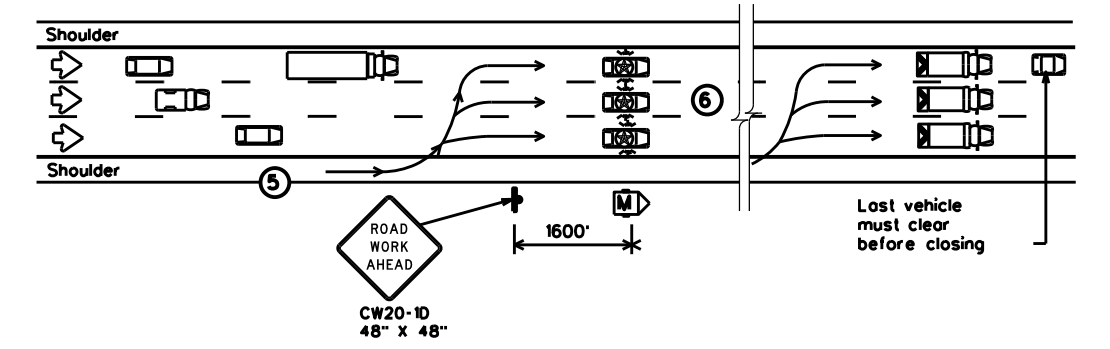 Shoulder
6
Shoulder
5
ROAD
WORK
AHEAD
M
1600'
Last vehicle
must clear
before closing
CW20-1D
48" X 48"